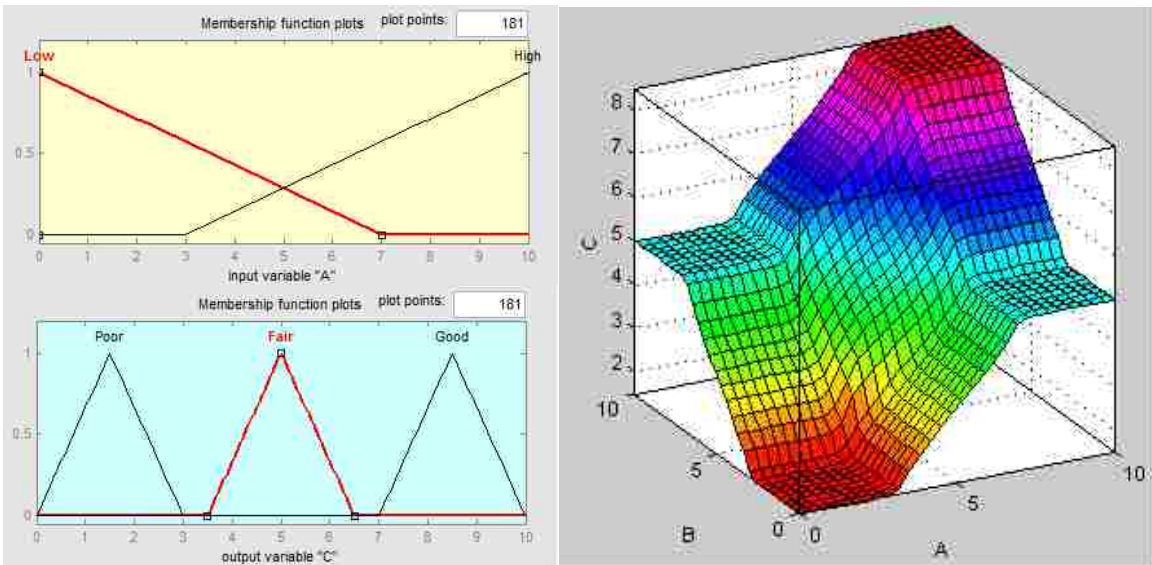 Membership function plots plot points: 181
Low High
1
0.5
0
0 1 2 3 4 5 6 7 8 9 10
input variable "A"
Membership function plots plot points: 181
Poor Fair Good
1
0.5
0
0 1 2 3 4 5 6 7 8 9 10
output variable "C"
8
7
6
5
4
3
2
C
10
5
0
B
0
5
10
A